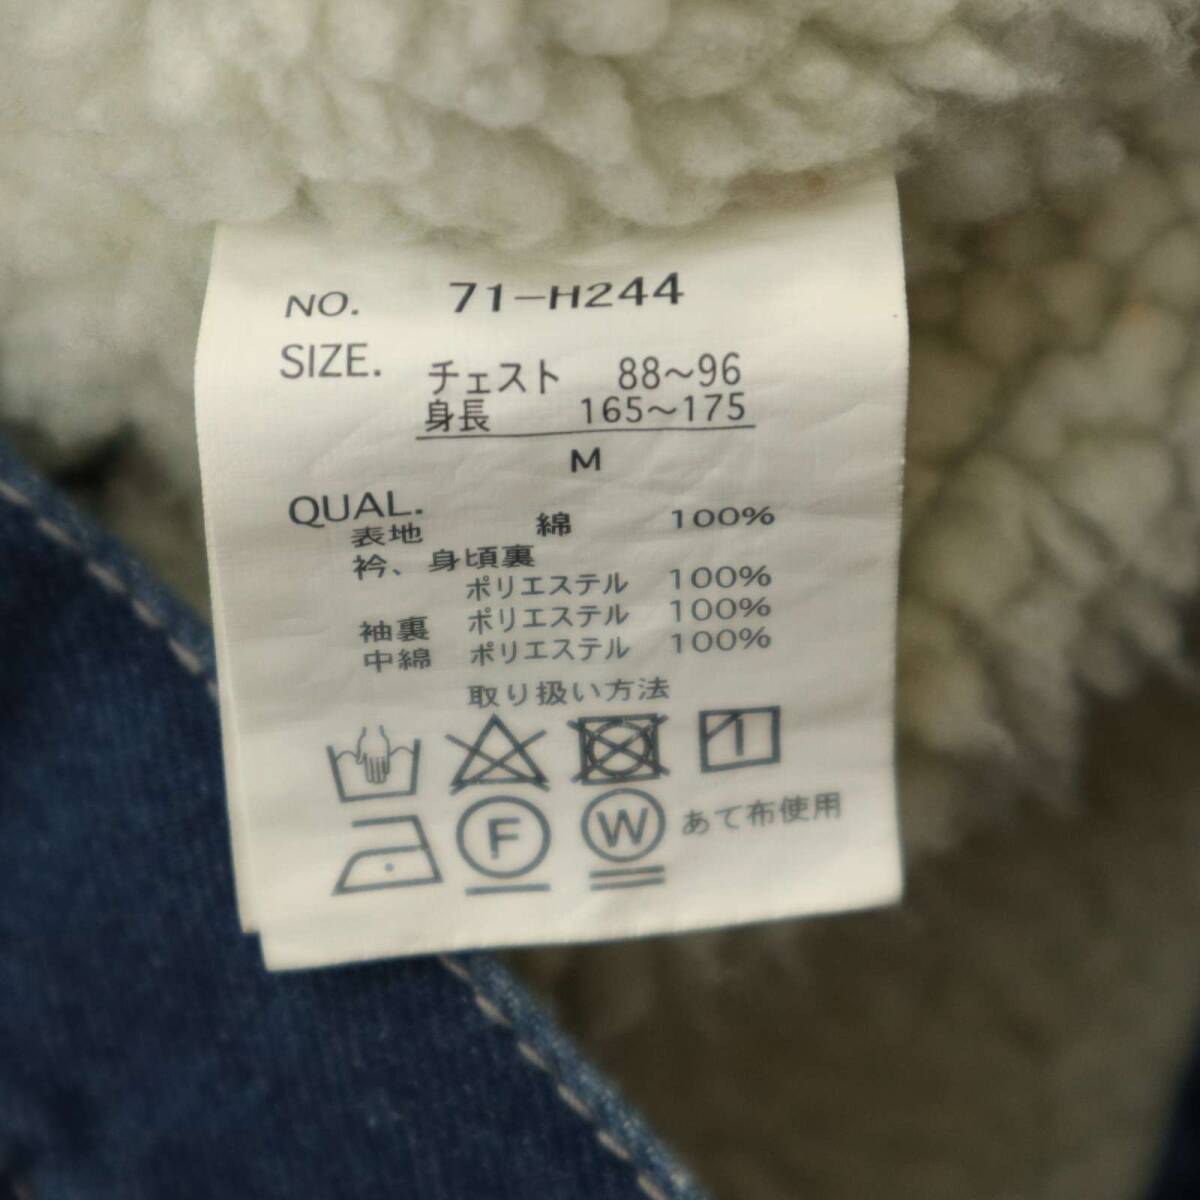 NO. 71-H244
SIZE. チェスト 88～96
身長 165～175
M
QUAL.
表地 綿 100%
衿、身頃裏
ポリエステル 100%
袖裏 ポリエステル 100%
中綿 ポリエステル 100%
取り扱い方法
F W あて布使用